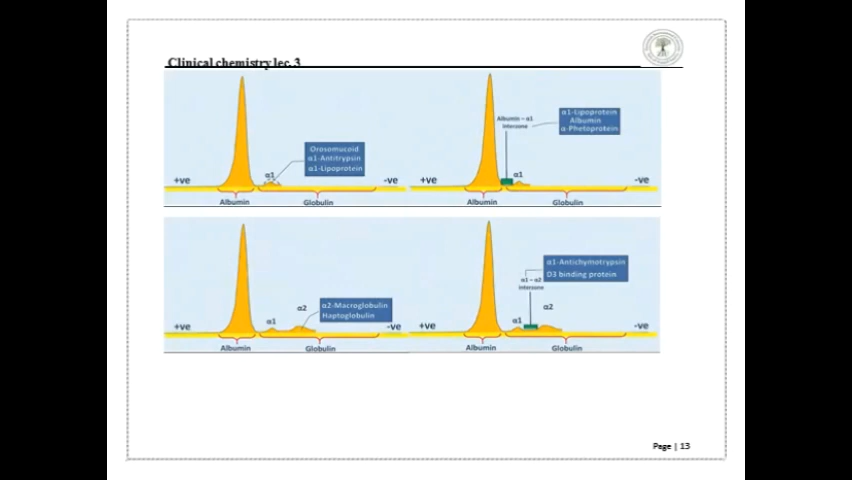 Clinical chemistry lec. 3
Orosomucoid
α1-Antitrypsin
α1-Lipoprotein
α1
+ve
-ve
Albumin
Globulin
α1-Lipoprotein
Albumin
α-Phetoprotein
Albumin – α1
Interzone
α1
+ve
-ve
Albumin
Globulin
α2-Macroglobulin
Haptoglobulin
α2
α1
+ve
-ve
Albumin
Globulin
α1-Antichymotrypsin
D3 binding protein
α1 – α2
Interzone
α2
α1
+ve
-ve
Albumin
Globulin
Page | 13